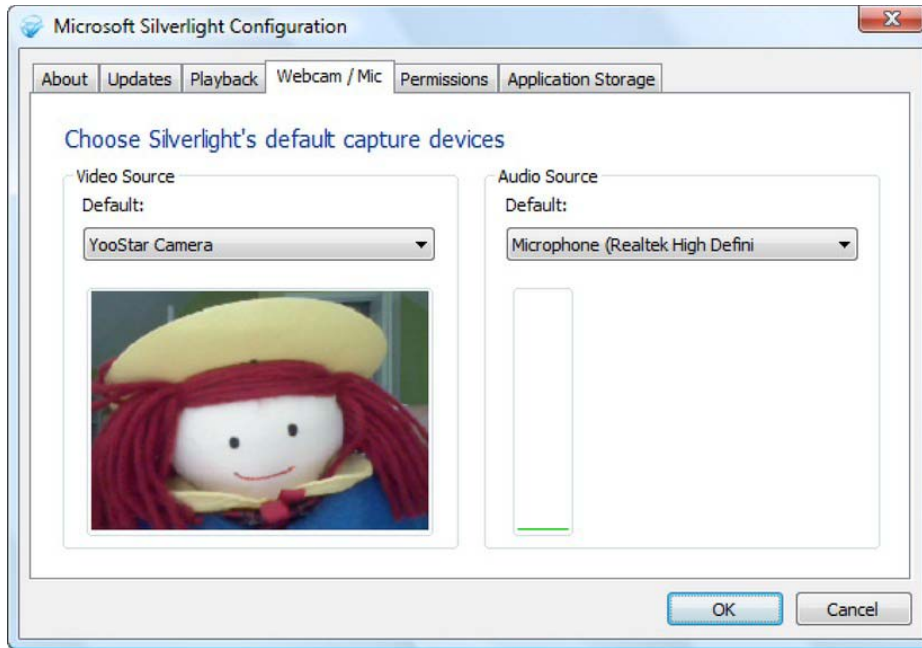 Microsoft Silverlight Configuration
About Updates Playback Webcam / Mic Permissions Application Storage
Choose Silverlight's default capture devices
Video Source
Default:
YooStar Camera
Audio Source
Default:
Microphone (Realtek High Defini
OK Cancel